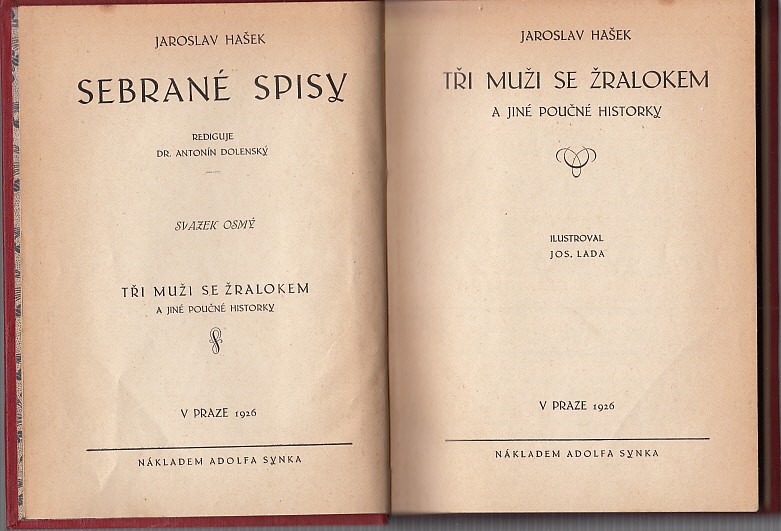 JAROSLAV HAŠEK
SEBRANÉ SPISY
REDIGUJE
DR. ANTONÍN DOLENSKÝ
SVAZEK OSMÝ
TŘI MUŽI SE ŽRALOKEM
A JINÉ POUČNÉ HISTORKY
V PRAZE 1926
NÁKLADEM ADOLFA SYNKA
JAROSLAV HAŠEK
TŘI MUŽI SE ŽRALOKEM
A JINÉ POUČNÉ HISTORKY
ILUSTROVAL
JOS. LADA
V PRAZE 1926
NÁKLADEM ADOLFA SYNKA